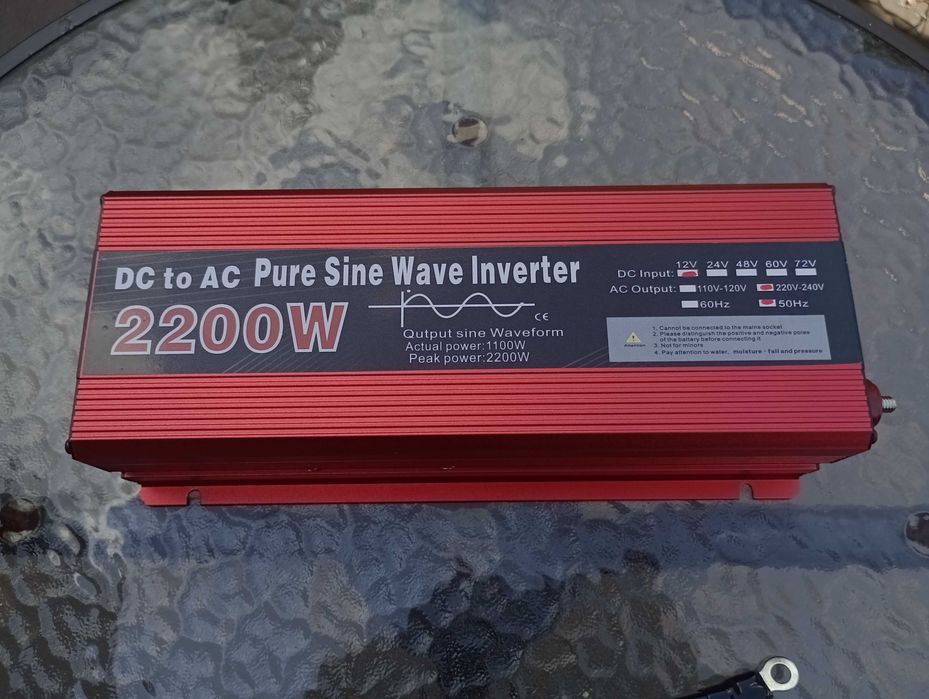 DC to AC Pure Sine Wave Inverter
2200W
CE
Qutput sine Waveform
Actual power:1100W
Peak power:2200W
12V 24V 48V 60V 72V
DC Input:
AC Output: 110V-120V 220V-240V
60Hz 50Hz
Attention
1. Cannot be connected to the mains socket
2. Please distinguish the positive and negative poles
of the battery before connecting it
3. Not for minors
4. Pay attention to water, moisture - fall and pressure